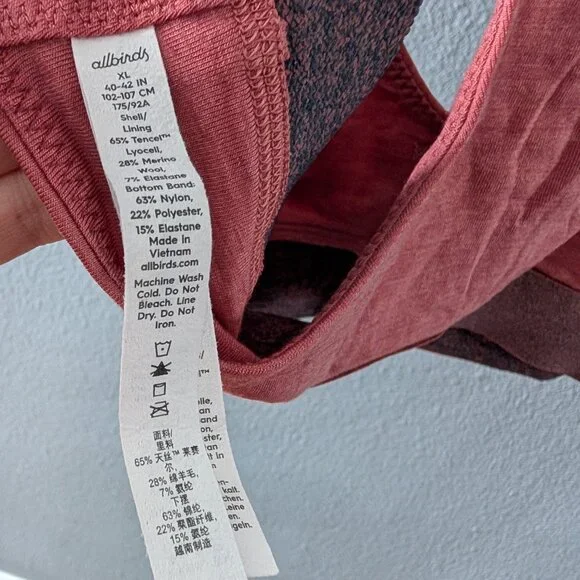 allbirds
XL
40-42 IN
102-107 CM
175/92A
Shell/
Lining
65% Tencel™
Lyocell,
28% Merino
Wool,
7% Elastane
Bottom Band:
63% Nylon,
22% Polyester,
15% Elastane
Made in
Vietnam
allbirds.com
Machine Wash
Cold. Do Not
Bleach. Line
Dry. Do Not
Iron.
面料/
里料
65% 天丝™ 莱赛
尔,
28% 绵羊毛,
7% 氨纶
下摆
63% 锦纶,
22% 聚酯纤维,
15% 氨纶
越南制造